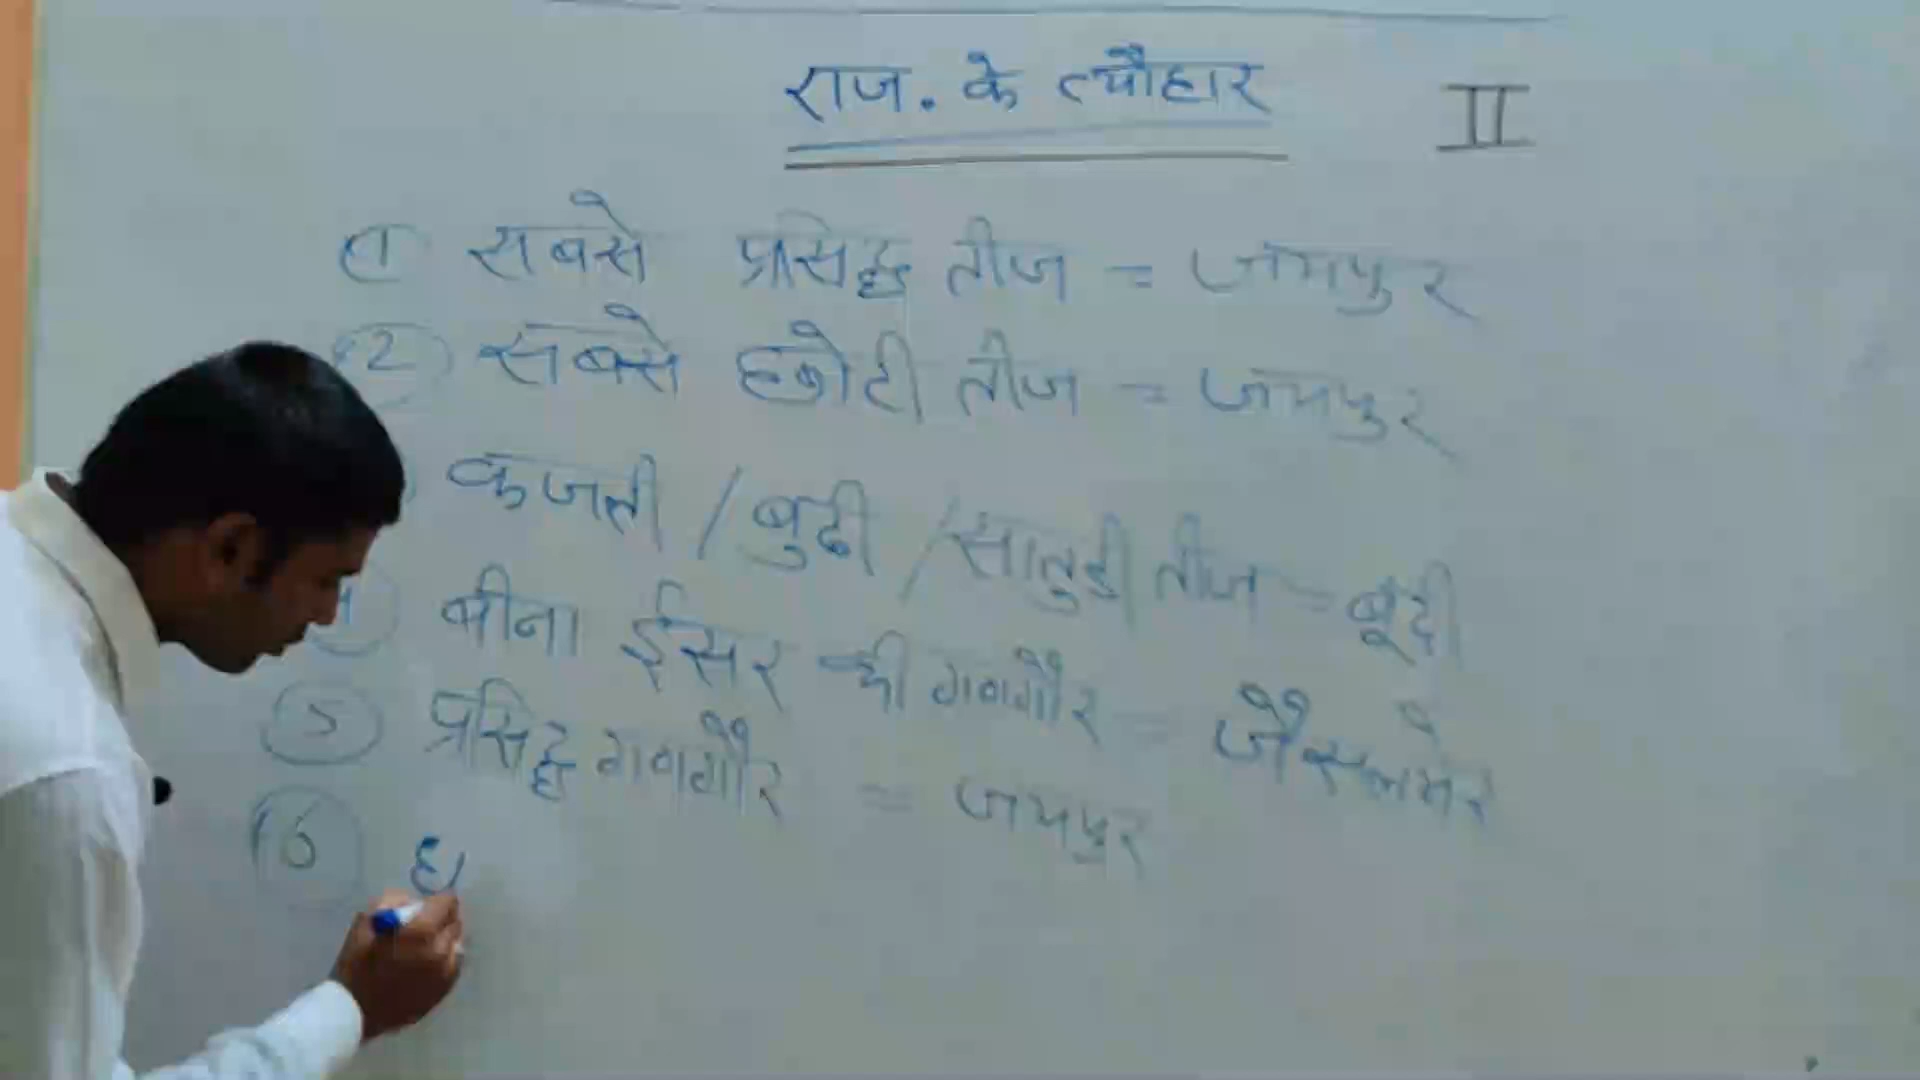 राज. के त्यौहार II
① सबसे प्रसिद्ध तीज = जयपुर
② सबसे छोटी तीज = जयपुर
कजली / बुढी / सातुडी तीज = बूंदी
बीना ईसर की गणगौर = जैसलमेर
⑤ प्रसिद्ध गणगौर = जयपुर
⑥ ध